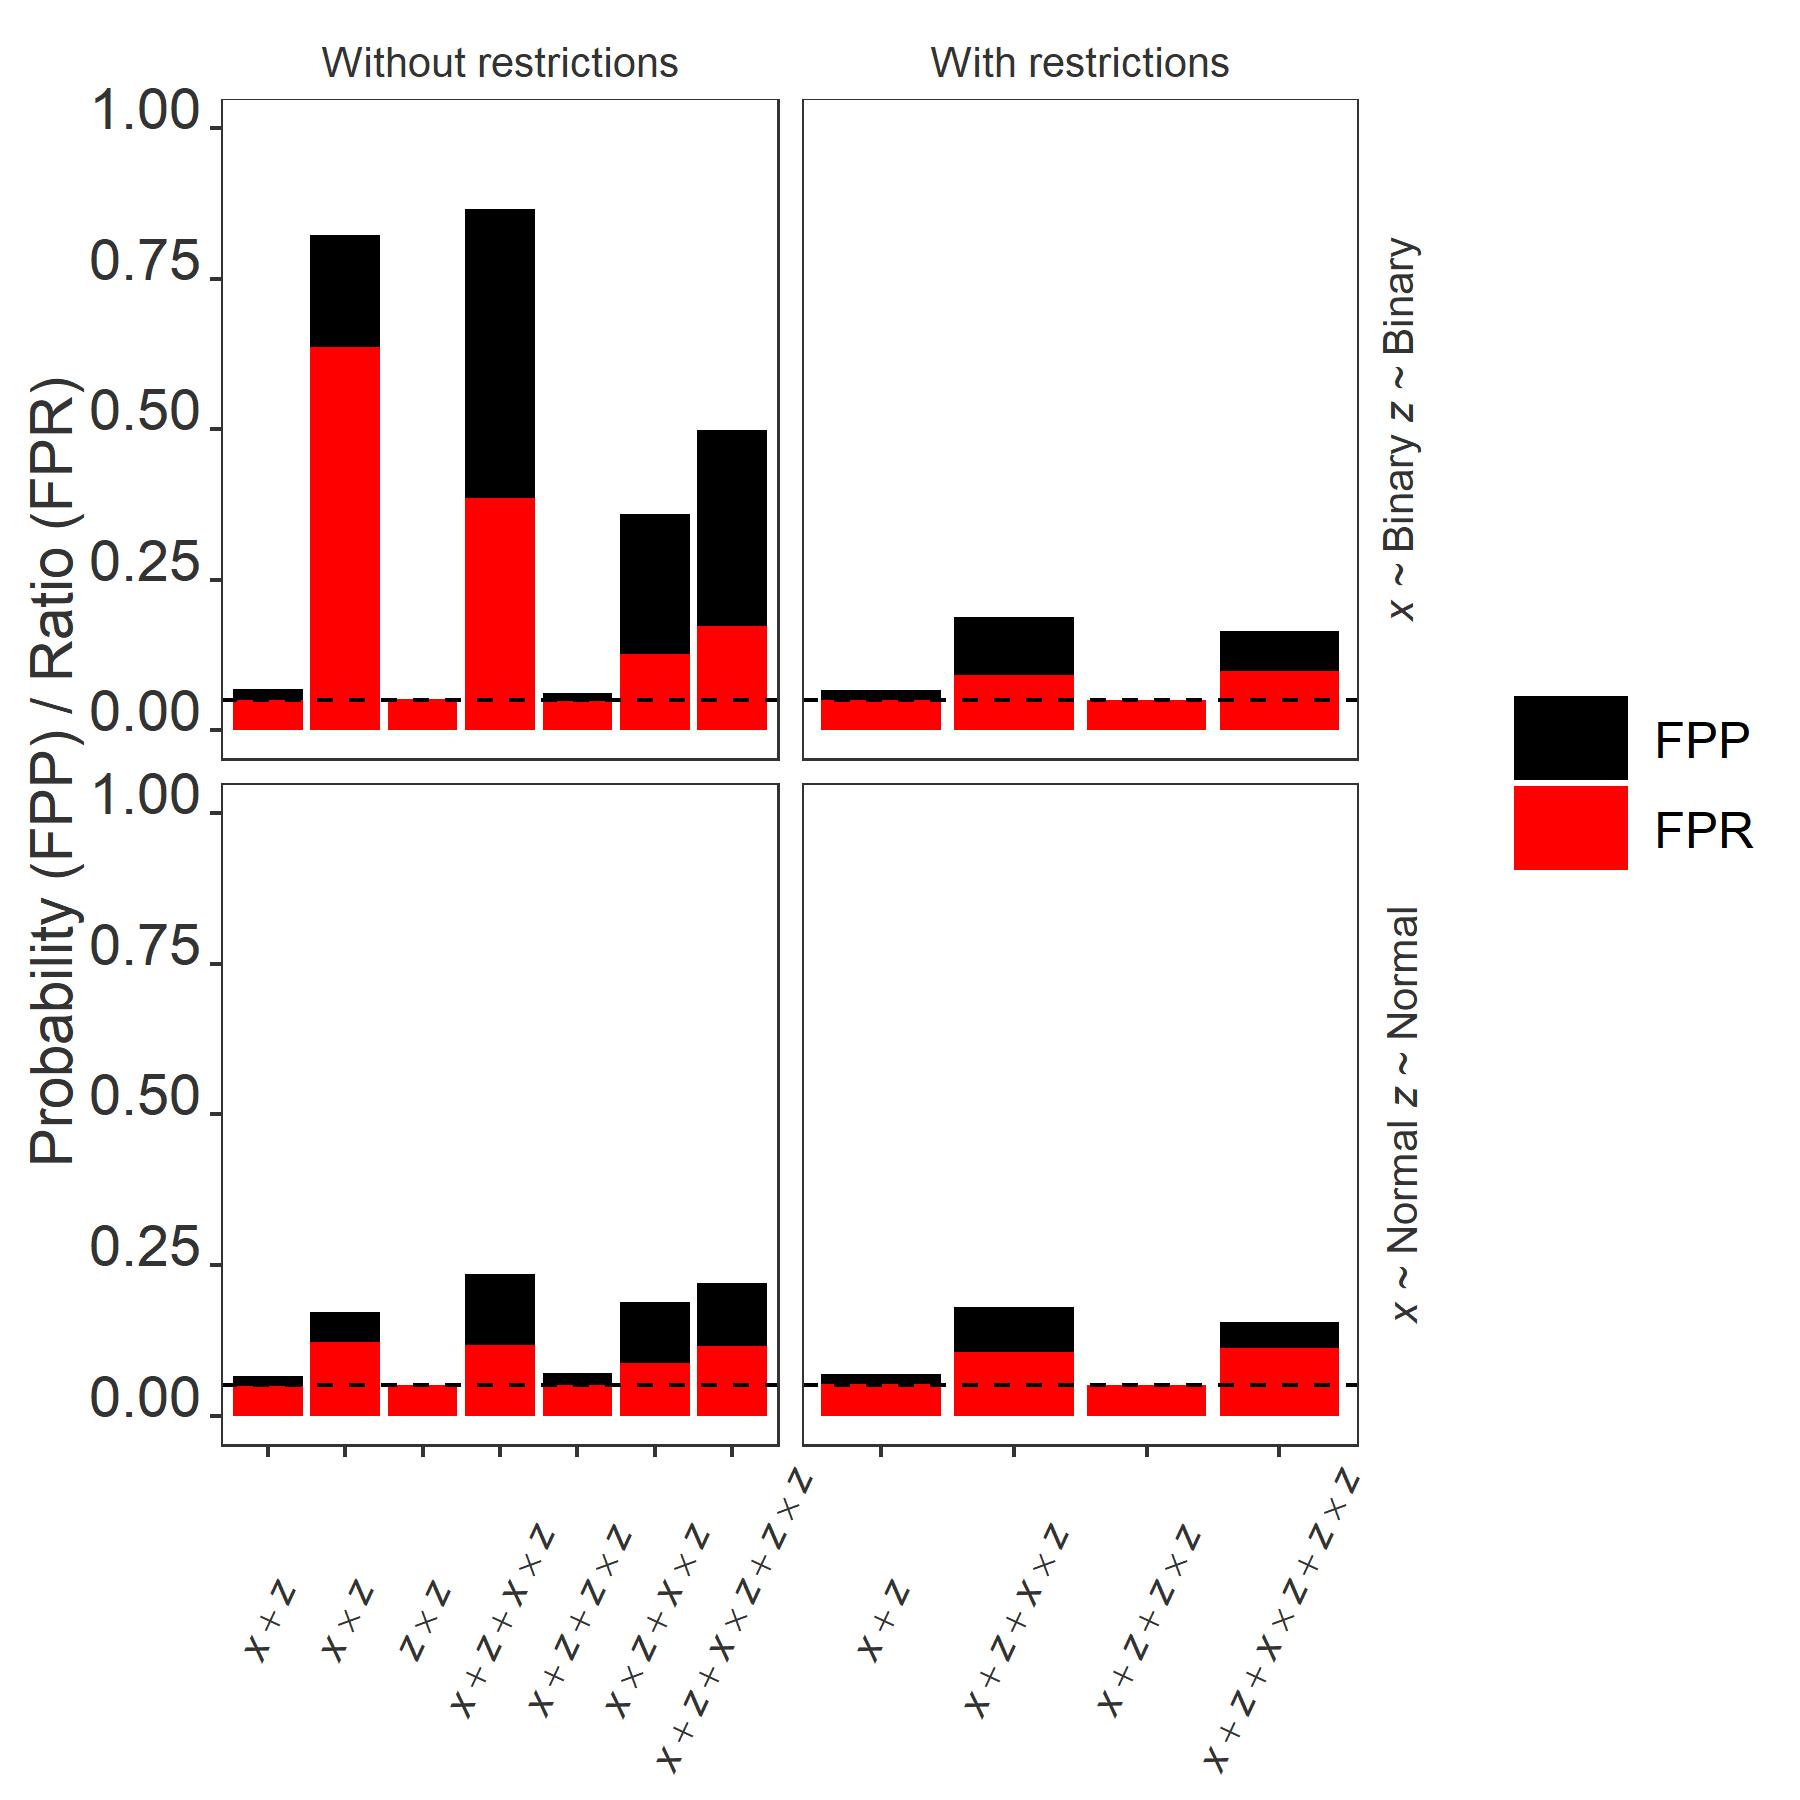 Without restrictions
With restrictions
Probability (FPP) / Ratio (FPR)
1.00
0.75
0.50
0.25
0.00
x ~ Binary z ~ Binary
1.00
0.75
0.50
0.25
0.00
x ~ Normal z ~ Normal
FPP
FPR
x + z
x × z
z × z
x + z + x × z
x + z + z × z
x × z + x × z
x + z + x × z + z × z
x + z
x + z + x × z
x + z + z × z
x + z + x × z + z × z